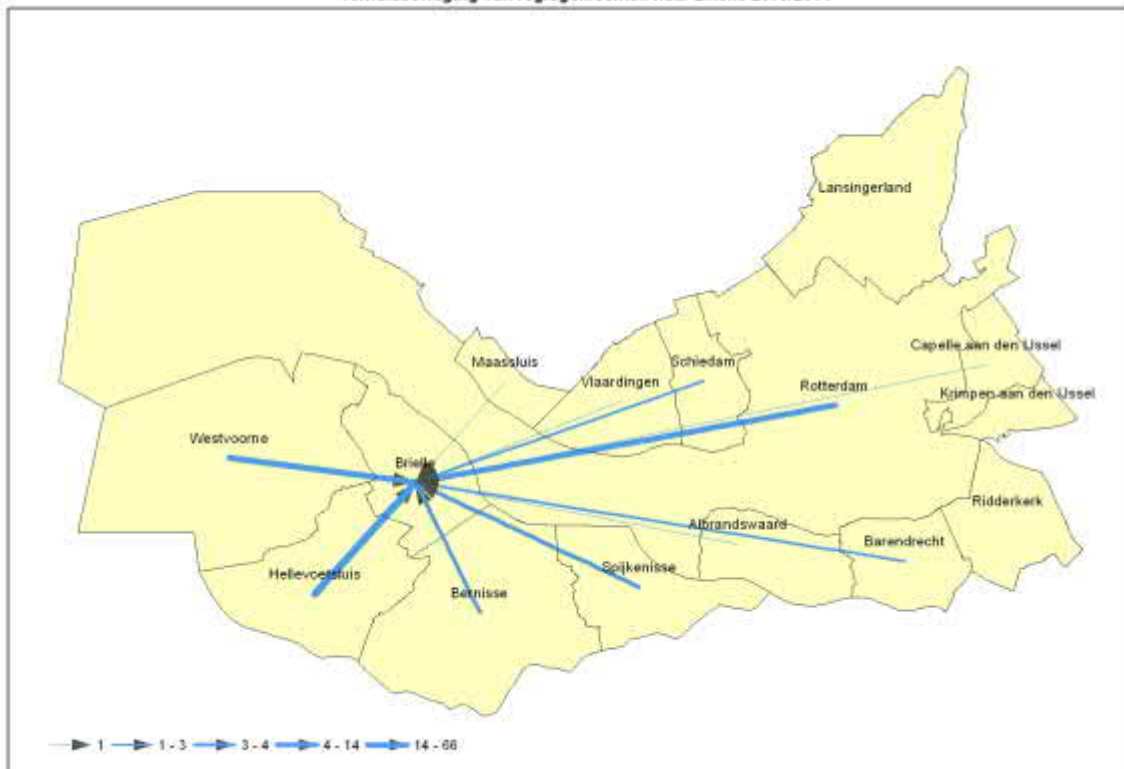 Lansingerland
Capelle aan den IJssel
Maassluis
Schiedam
Vlaardingen
Rotterdam
Krimpen aan den IJssel
Westvoorne
Brielle
Ridderkerk
Albrandswaard
Barendrecht
Spijkenisse
Hellevoetsluis
Bernisse
1 1 - 3 3 - 4 4 - 14 14 - 66